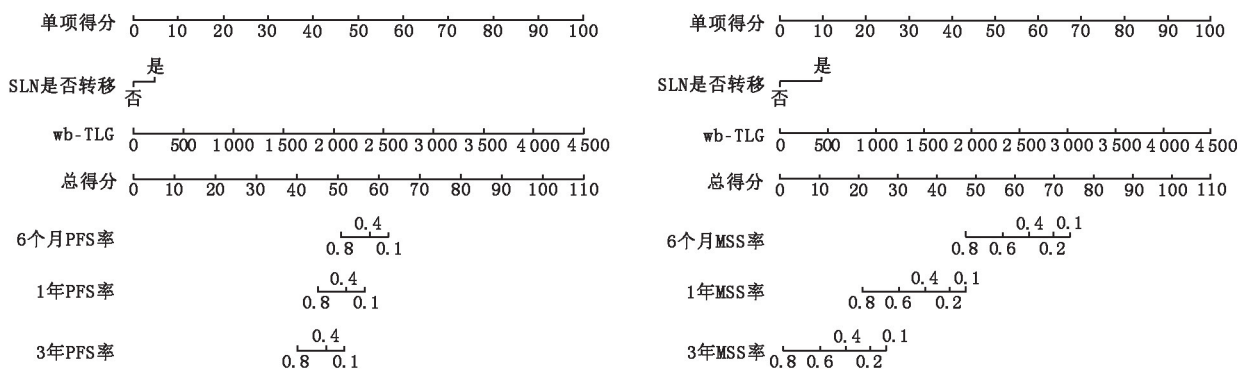 单项得分 0 10 20 30 40 50 60 70 80 90 100
是
SLN是否转移
否
wb-TLG 0 500 1 000 1 500 2 000 2 500 3 000 3 500 4 000 4 500
总得分 0 10 20 30 40 50 60 70 80 90 100 110
0.4
6个月PFS率 0.8 0.1
0.4
1年PFS率 0.8 0.1
0.4
3年PFS率 0.8 0.1
单项得分 0 10 20 30 40 50 60 70 80 90 100
是
SLN是否转移
否
wb-TLG 0 500 1 000 1 500 2 000 2 500 3 000 3 500 4 000 4 500
总得分 0 10 20 30 40 50 60 70 80 90 100 110
0.4 0.1
6个月MSS率 0.8 0.6 0.2
0.4 0.1
1年MSS率 0.8 0.6 0.2
0.4 0.1
3年MSS率 0.8 0.6 0.2